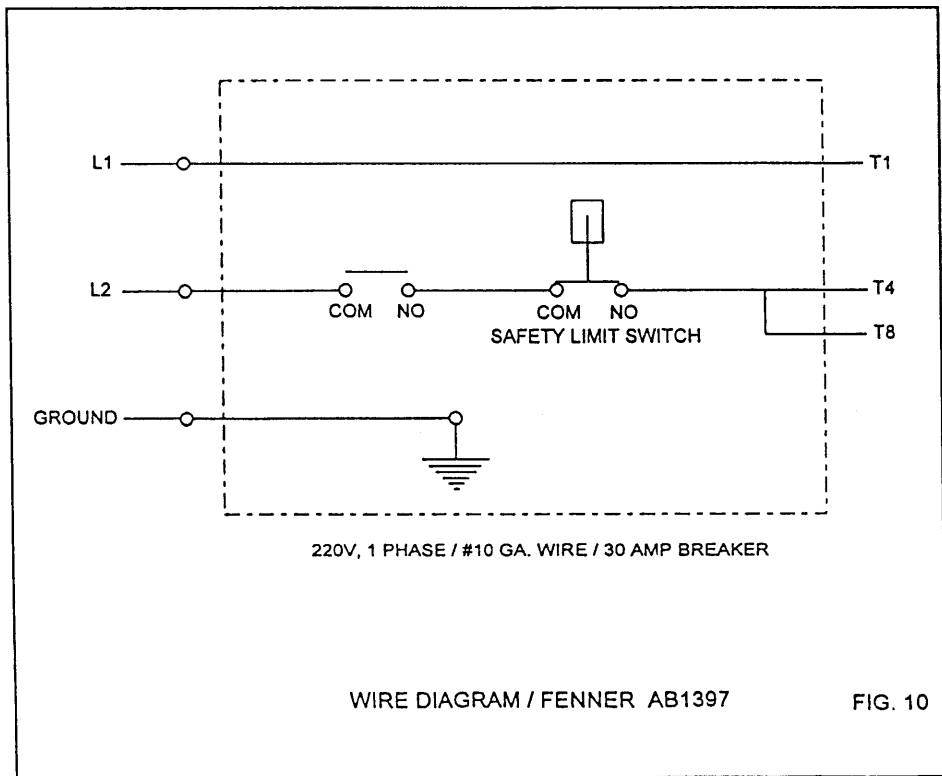 L1
T1
L2
COM NO
COM NO
T4
SAFETY LIMIT SWITCH
T8
GROUND
220V, 1 PHASE / #10 GA. WIRE / 30 AMP BREAKER
WIRE DIAGRAM / FENNER AB1397
FIG. 10